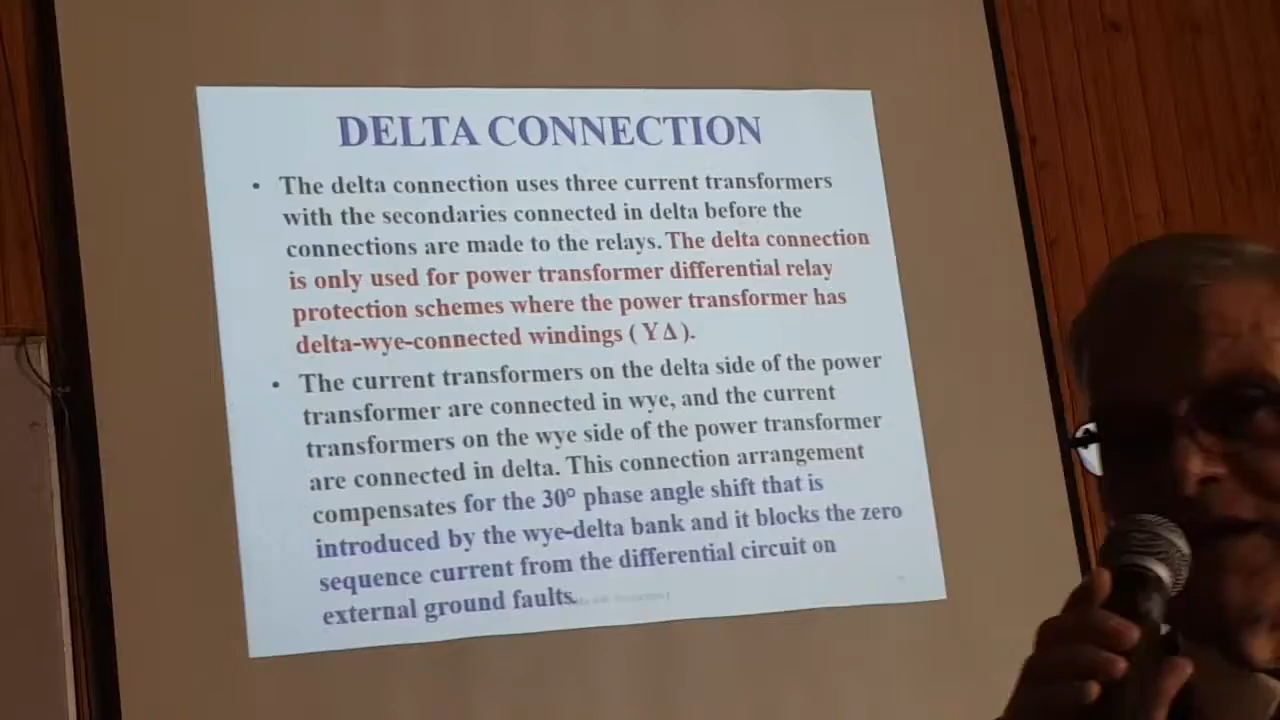 DELTA CONNECTION
• The delta connection uses three current transformers
with the secondaries connected in delta before the
connections are made to the relays. The delta connection
is only used for power transformer differential relay
protection schemes where the power transformer has
delta-wye-connected windings ( Y Δ ).
• The current transformers on the delta side of the power
transformer are connected in wye, and the current
transformers on the wye side of the power transformer
are connected in delta. This connection arrangement
compensates for the 30° phase angle shift that is
introduced by the wye-delta bank and it blocks the zero
sequence current from the differential circuit on
external ground faults.